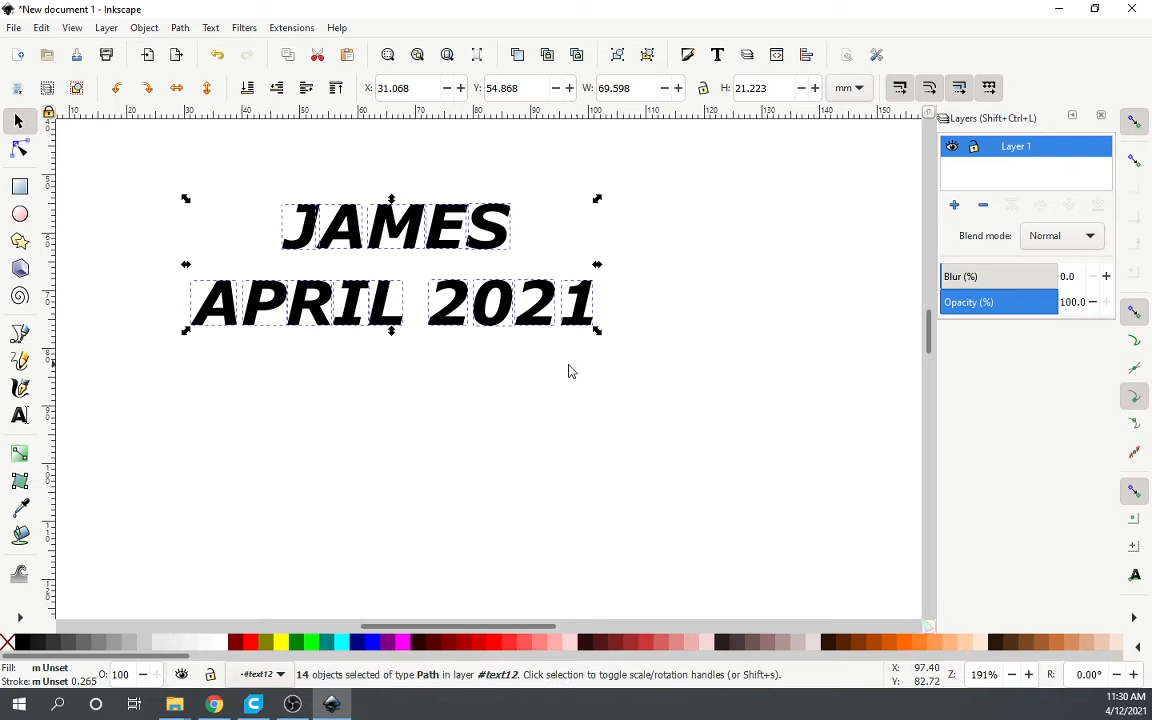 *New document 1 - Inkscape
File Edit View Layer Object Path Text Filters Extensions Help
X: 31.068 Y: 54.868 W: 69.598 H: 21.223 mm
Layers (Shift+Ctrl+L)
Layer 1
Blend mode: Normal
Blur (%) 0.0
Opacity (%) 100.0
JAMES
APRIL 2021
Fill: m Unset
Stroke: m Unset 0.265 O: 100
•#text12
14 objects selected of type Path in layer #text12. Click selection to toggle scale/rotation handles (or Shift+s).
X: 97.40
Y: 82.72
Z: 191%
R: 0.00°
11:30 AM
4/12/2021